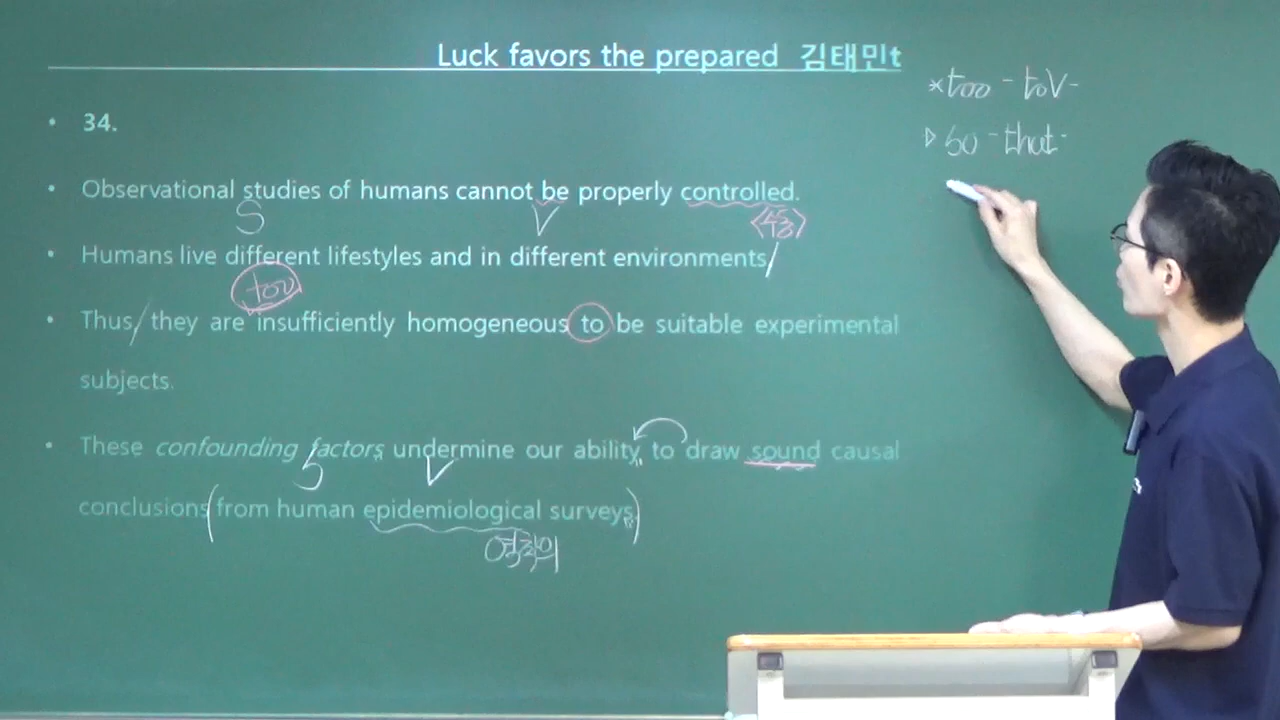 Luck favors the prepared 김태민t
*too - toV-
▷ so - that-
• 34.
• Observational studies of humans cannot be properly controlled.
S V <수동>
• Humans live different lifestyles and in different environments/
too
• Thus/they are insufficiently homogeneous to be suitable experimental
subjects.
• These confounding factors undermine our ability to draw sound causal
S V
conclusions(from human epidemiological surveys.)
역학의